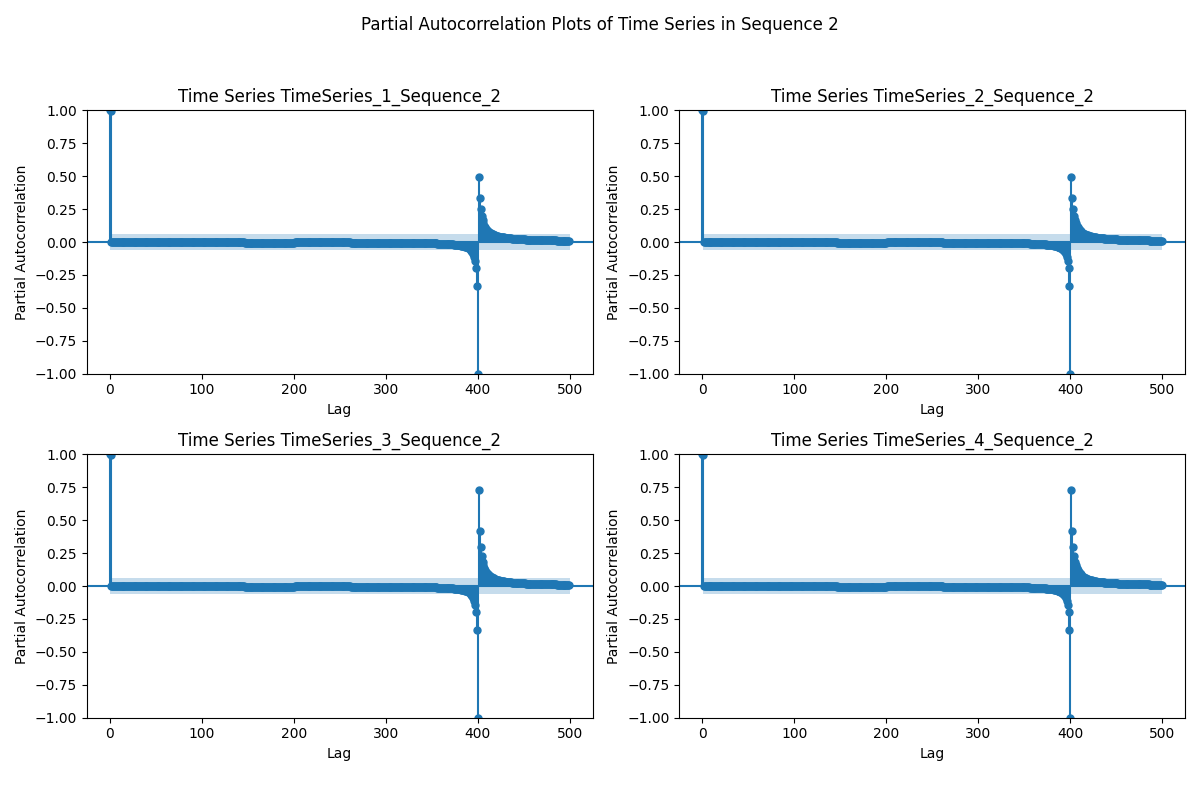 Partial Autocorrelation Plots of Time Series in Sequence 2
Time Series TimeSeries_1_Sequence_2
1.00
0.75
0.50
0.25
0.00
−0.25
−0.50
−0.75
−1.00
Partial Autocorrelation
0 100 200 300 400 500
Lag
Time Series TimeSeries_2_Sequence_2
1.00
0.75
0.50
0.25
0.00
−0.25
−0.50
−0.75
−1.00
Partial Autocorrelation
0 100 200 300 400 500
Lag
Time Series TimeSeries_3_Sequence_2
1.00
0.75
0.50
0.25
0.00
−0.25
−0.50
−0.75
−1.00
Partial Autocorrelation
0 100 200 300 400 500
Lag
Time Series TimeSeries_4_Sequence_2
1.00
0.75
0.50
0.25
0.00
−0.25
−0.50
−0.75
−1.00
Partial Autocorrelation
0 100 200 300 400 500
Lag